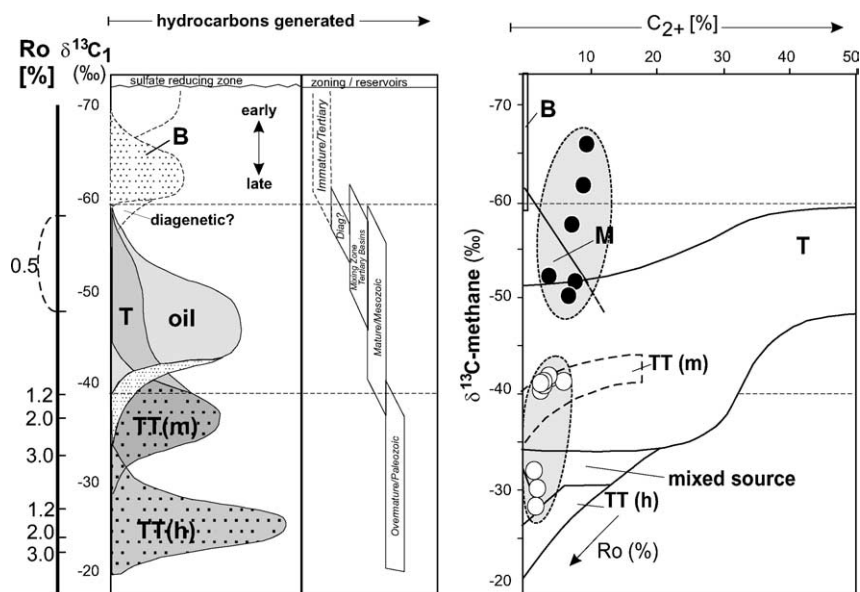 hydrocarbons generated
Ro δ¹³C₁
[%] (‰)
sulfate reducing zone
zoning / reservoirs
-70
-60
-50
-40
-30
-20
0.5
1.2
2.0
3.0
1.2
2.0
3.0
B
early
late
diagenetic?
T
oil
TT(m)
TT(h)
Immature/Tertiary
Diag?
Mixing Zone
Tertiary Basins
Mature/Mesozoic
Overmature/Paleozoic
C₂₊ [%]
10
20
30
50
δ ¹³C-methane (‰)
-70
-60
-50
-40
-30
-20
B
M
T
TT (m)
mixed source
TT (h)
Ro (%)